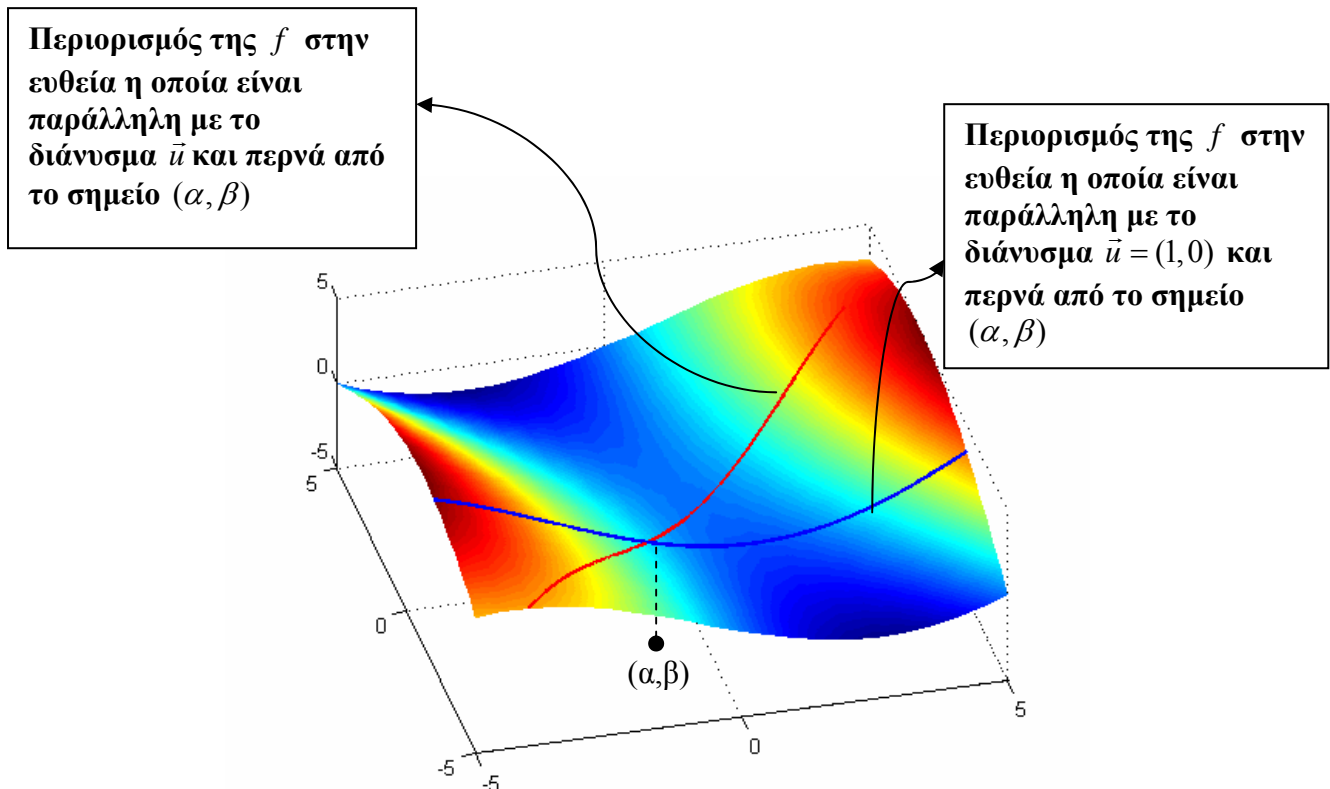 Περιορισμός της f στην
ευθεία η οποία είναι
παράλληλη με το
διάνυσμα $\vec{u}$ και περνά από
το σημείο (α, β)
Περιορισμός της f στην
ευθεία η οποία είναι
παράλληλη με το
διάνυσμα $\vec{u}$ = (1, 0) και
περνά από το σημείο
(α, β)
5
0
-5
5
0
-5
-5
0
5
(α,β)